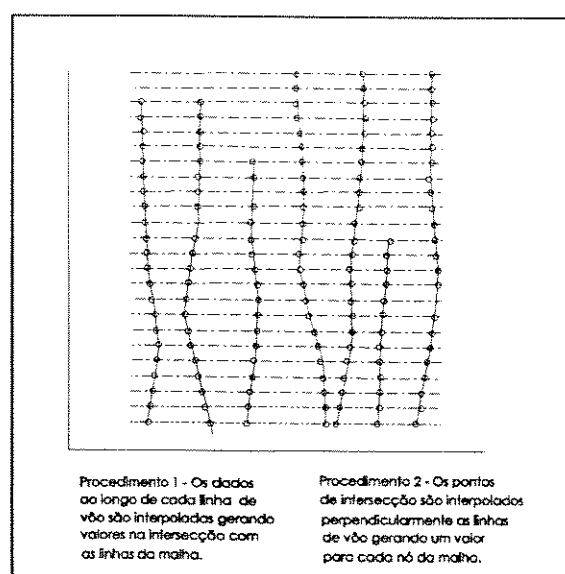 Procedimento 1 - Os dados
ao longo de cada linha de
vôo são interpolados gerando
valores na intersecção com
as linhas da malha.
Procedimento 2 - Os pontos
de intersecção são interpolados
perpendicularmente as linhas
de vôo gerando um valor
para cada nó da malha.